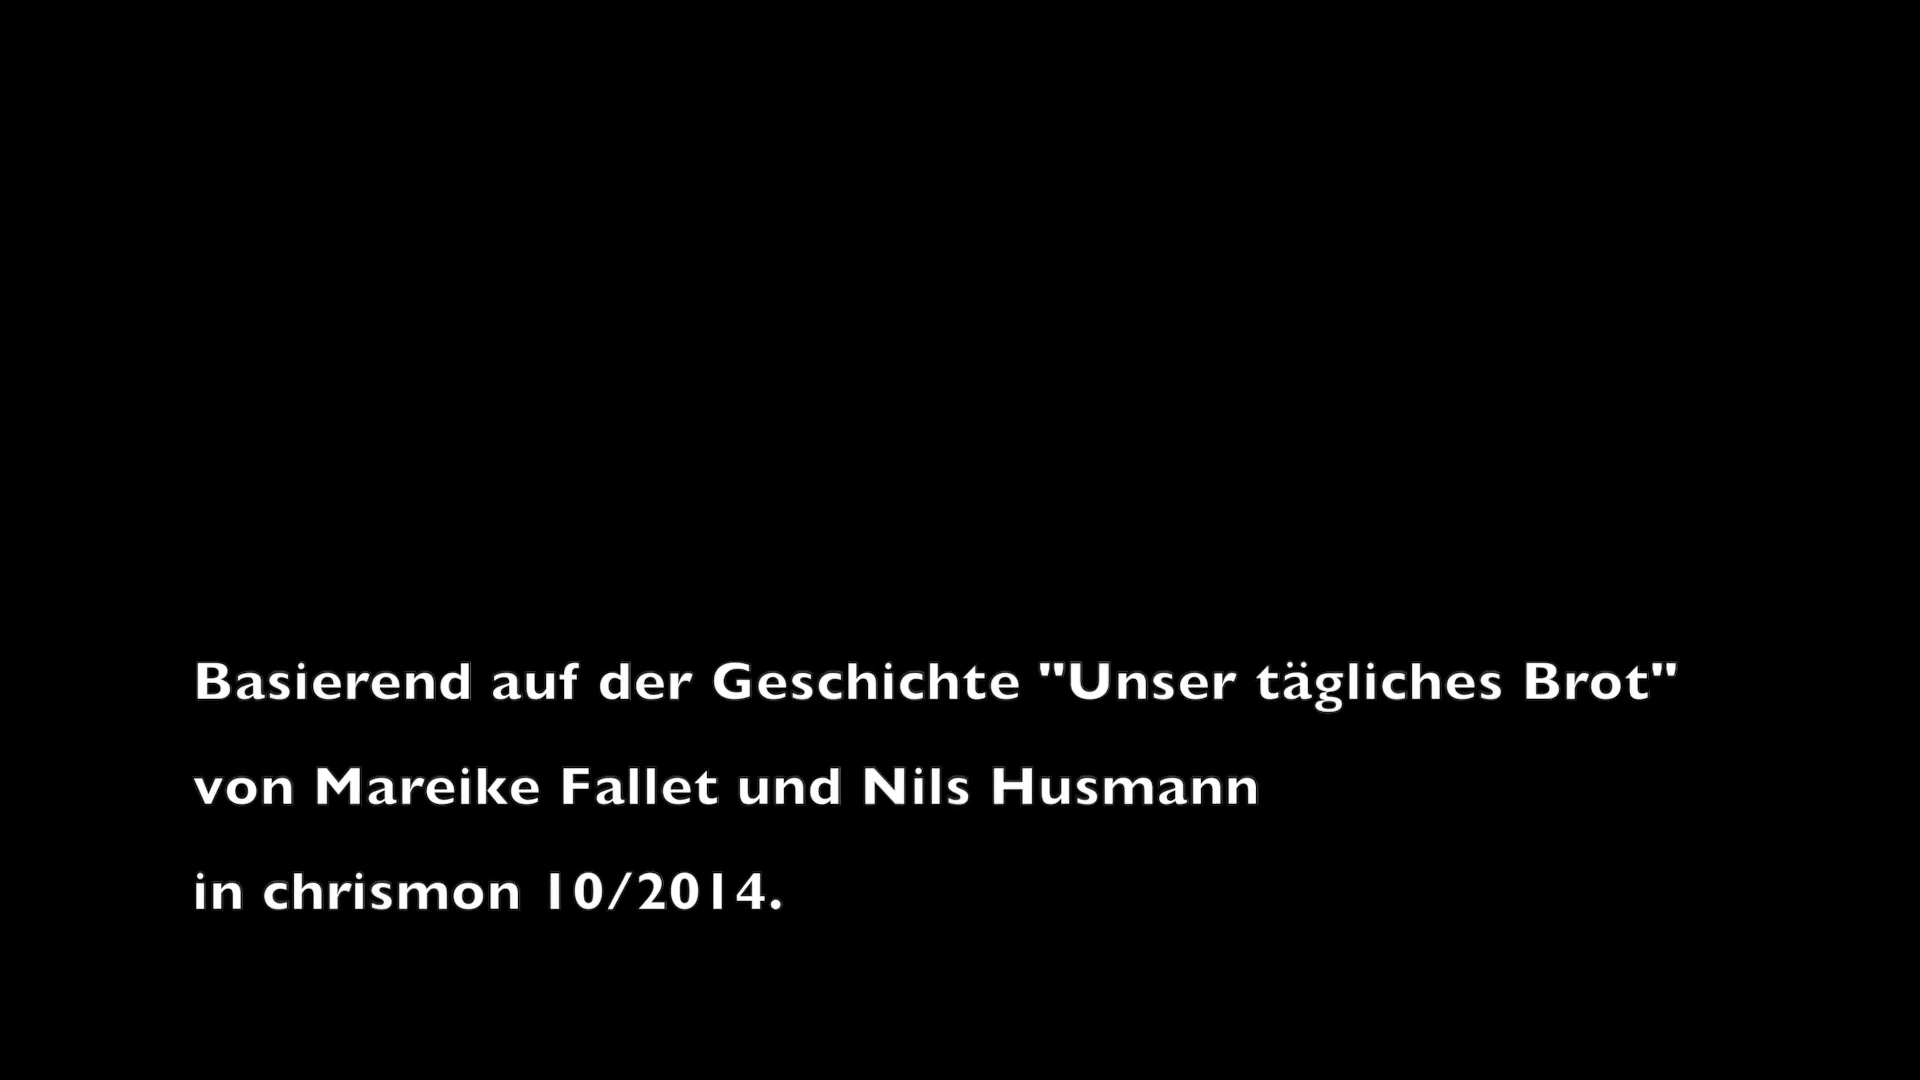 Basierend auf der Geschichte "Unser tägliches Brot"
von Mareike Fallet und Nils Husmann
in chrismon 10/2014.